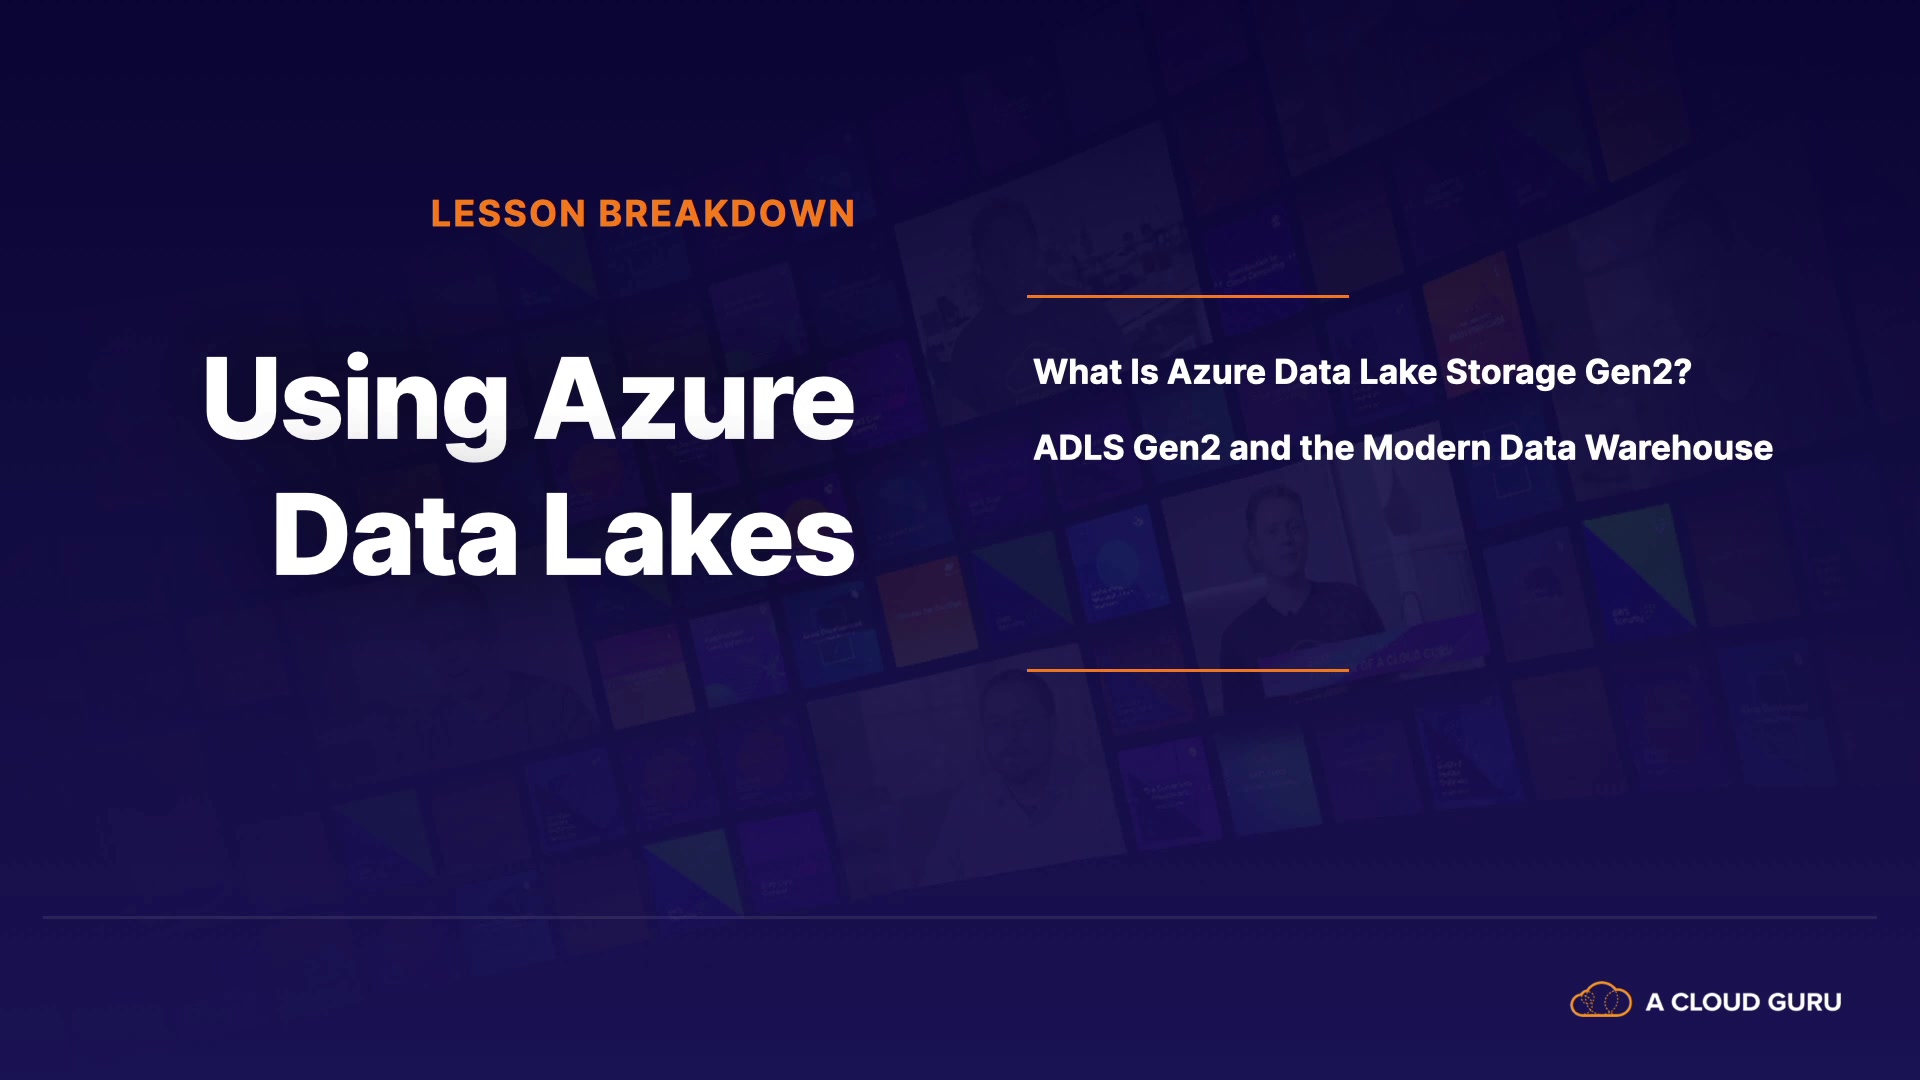 LESSON BREAKDOWN
Using Azure
Data Lakes
What Is Azure Data Lake Storage Gen2?
ADLS Gen2 and the Modern Data Warehouse
A CLOUD GURU